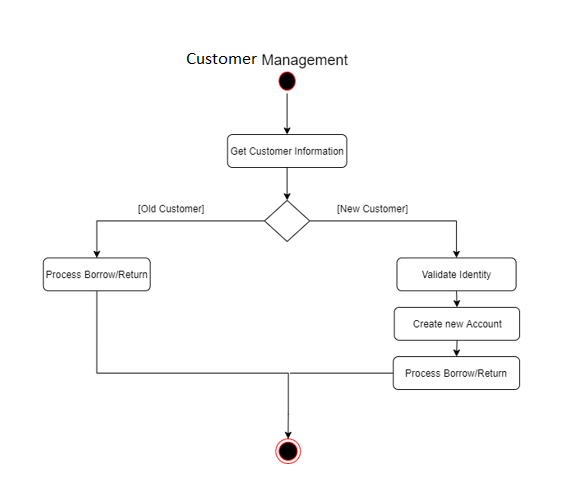 Customer Management
Get Customer Information
[Old Customer]
[New Customer]
Process Borrow/Return
Validate Identity
Create new Account
Process Borrow/Return